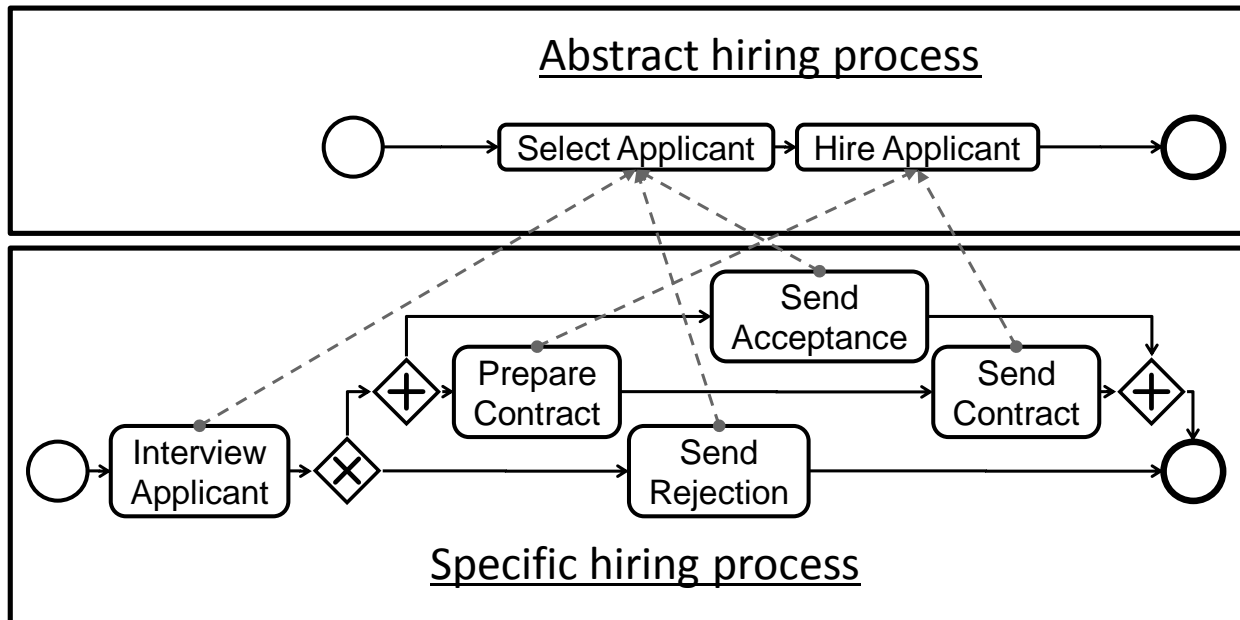 Abstract hiring process
Select Applicant
Hire Applicant
Send
Acceptance
Prepare
Contract
Send
Contract
Interview
Applicant
Send
Rejection
Specific hiring process